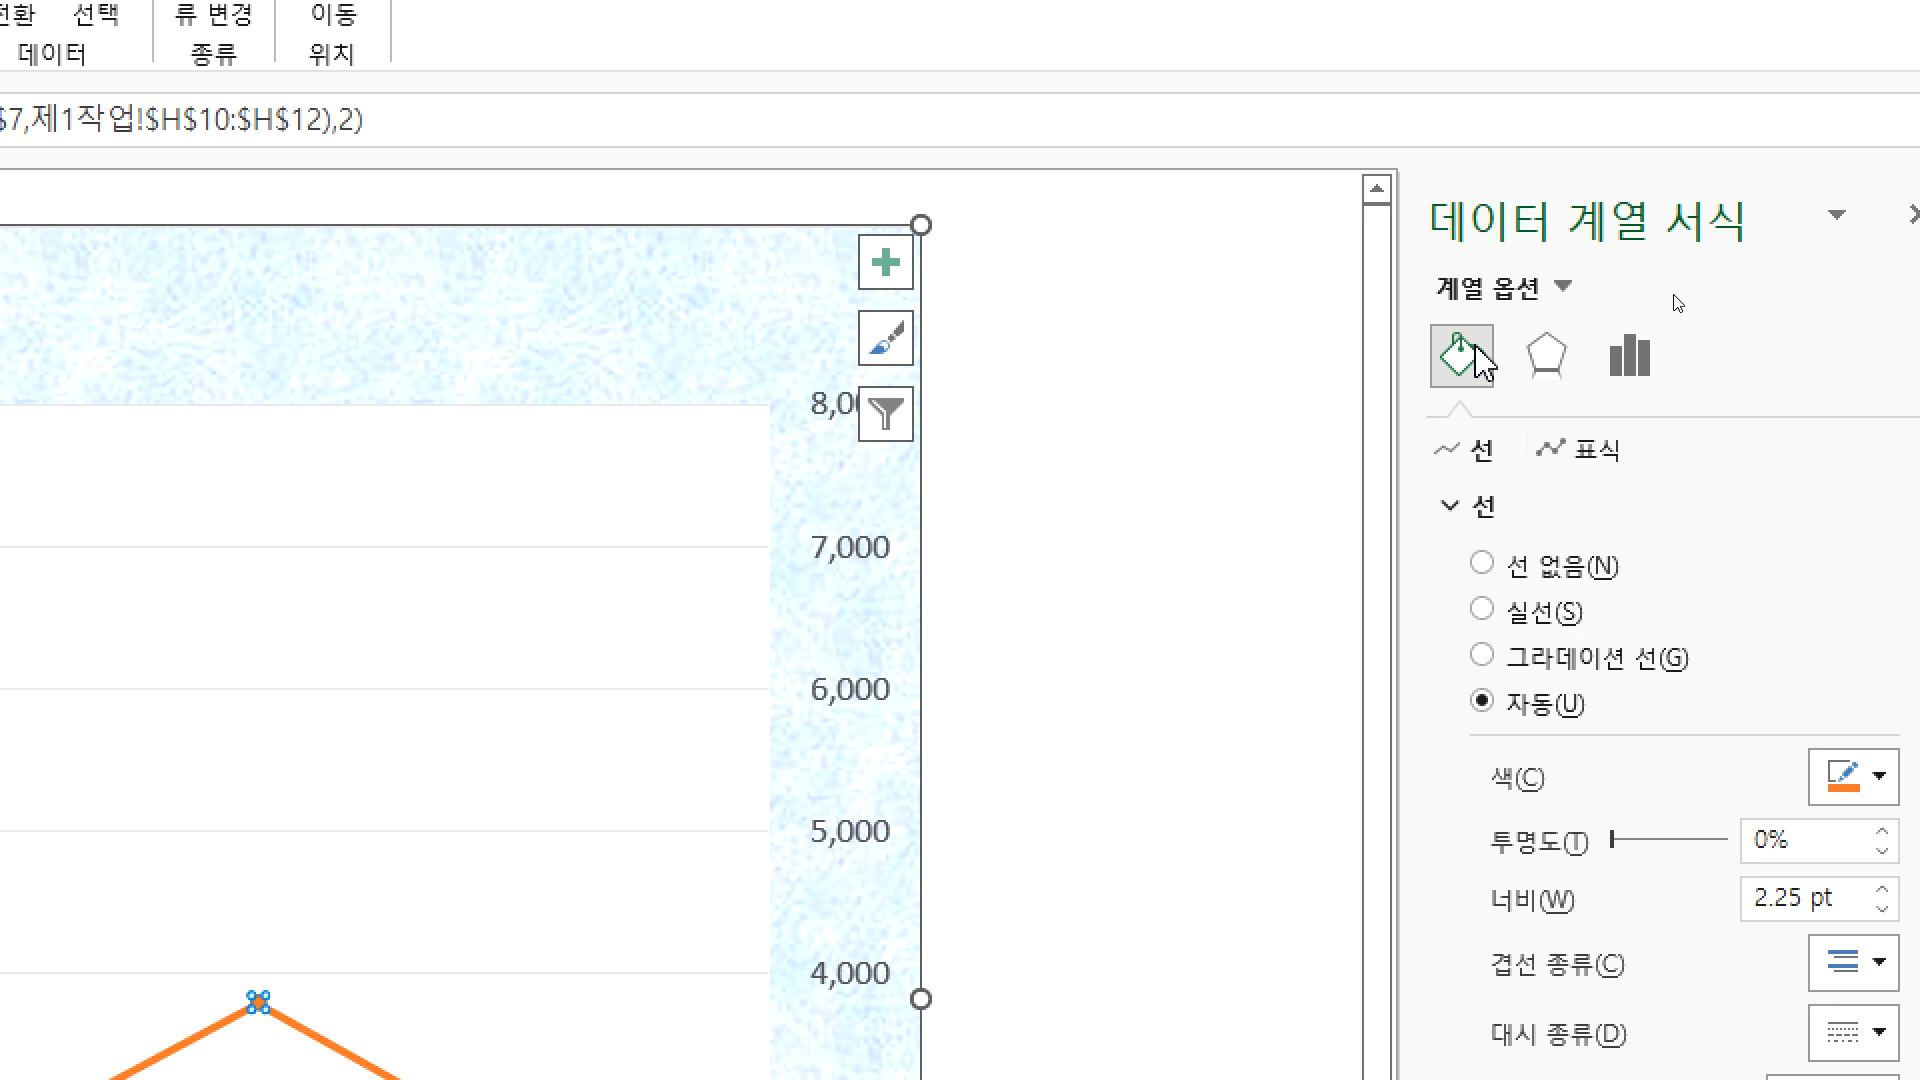 전환 선택
류 변경
이동
데이터
종류
위치
$7,제1작업!$H$10:$H$12),2)
8,0
7,000
6,000
5,000
4,000
데이터 계열 서식
계열 옵션
선
표식
선
선 없음(N)
실선(S)
그라데이션 선(G)
자동(U)
색(C)
투명도(T) 0%
너비(W) 2.25 pt
겹선 종류(C)
대시 종류(D)